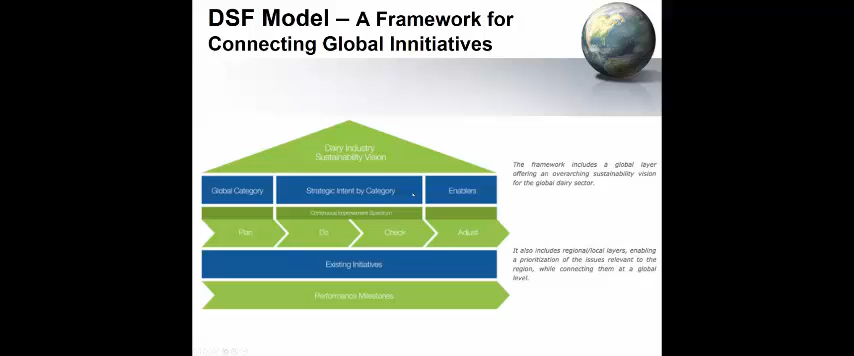 DSF Model – A Framework for
Connecting Global Innitiatives
Dairy Industry
Sustainability Vision
Global Category
Strategic Intent by Category
Enablers
Continuous Improvement Spectrum
Plan
Do
Check
Adjust
Existing Initiatives
Performance Milestones
The framework includes a global layer
offering an overarching sustainability vision
for the global dairy sector.
It also includes regional/local layers, enabling
a prioritization of the issues relevant to the
region, while connecting them at a global
level.